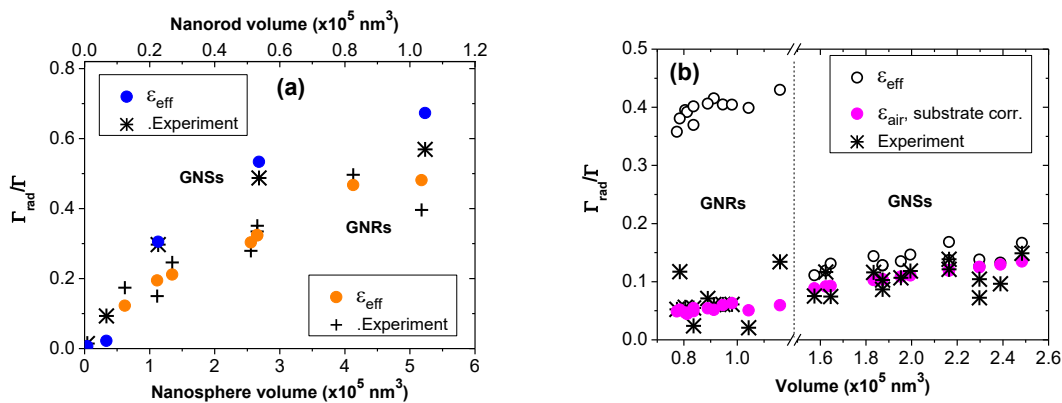 Nanorod volume (x10⁵ nm³)
0.0 0.2 0.4 0.6 0.8 1.0 1.2
(a)
ε_eff
.Experiment
GNSs
GNRs
ε_eff
.Experiment
0.8
0.6
0.4
0.2
0.0
Γ_rad/Γ
0 1 2 3 4 5 6
Nanosphere volume (x10⁵ nm³)
(b)
ε_eff
ε_air, substrate corr.
Experiment
GNRs
GNSs
0.5
0.4
0.3
0.2
0.1
0.0
Γ_rad/Γ
0.8 1.0 1.6 1.8 2.0 2.2 2.4 2.6
Volume (x10⁵ nm³)